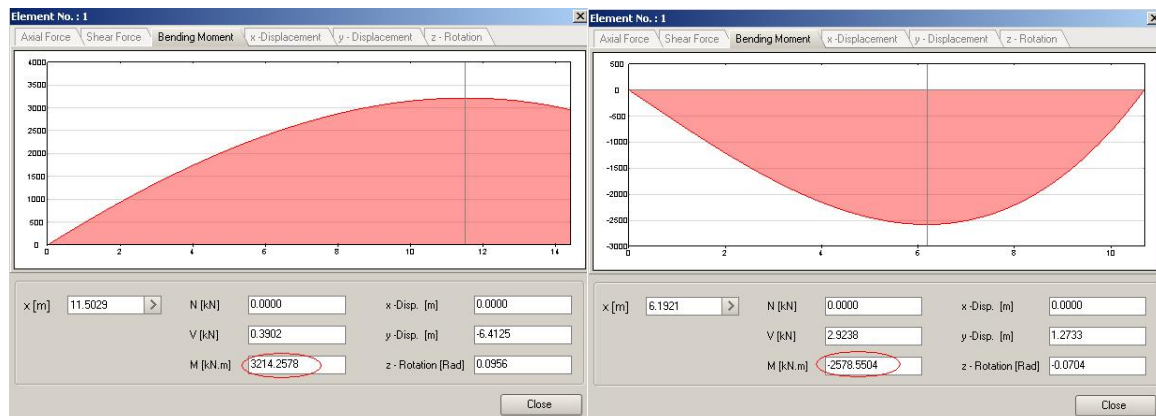 Element No. : 1
Axial Force Shear Force Bending Moment x -Displacement y - Displacement z - Rotation
4000
3500
3000
2500
2000
1500
1000
500
0
0 2 4 6 8 10 12 14
x [m] 11.5029 > N [kN] 0.0000 x -Disp. [m] 0.0000
V [kN] 0.3902 y -Disp. [m] -6.4125
M [kN.m] 3214.2578 z - Rotation [Rad] 0.0956
Close
Element No. : 1
Axial Force Shear Force Bending Moment x -Displacement y - Displacement z - Rotation
500
0
-500
-1000
-1500
-2000
-2500
-3000
0 2 4 6 8 10
x [m] 6.1921 > N [kN] 0.0000 x -Disp. [m] 0.0000
V [kN] 2.9238 y -Disp. [m] 1.2733
M [kN.m] -2578.5504 z - Rotation [Rad] -0.0704
Close